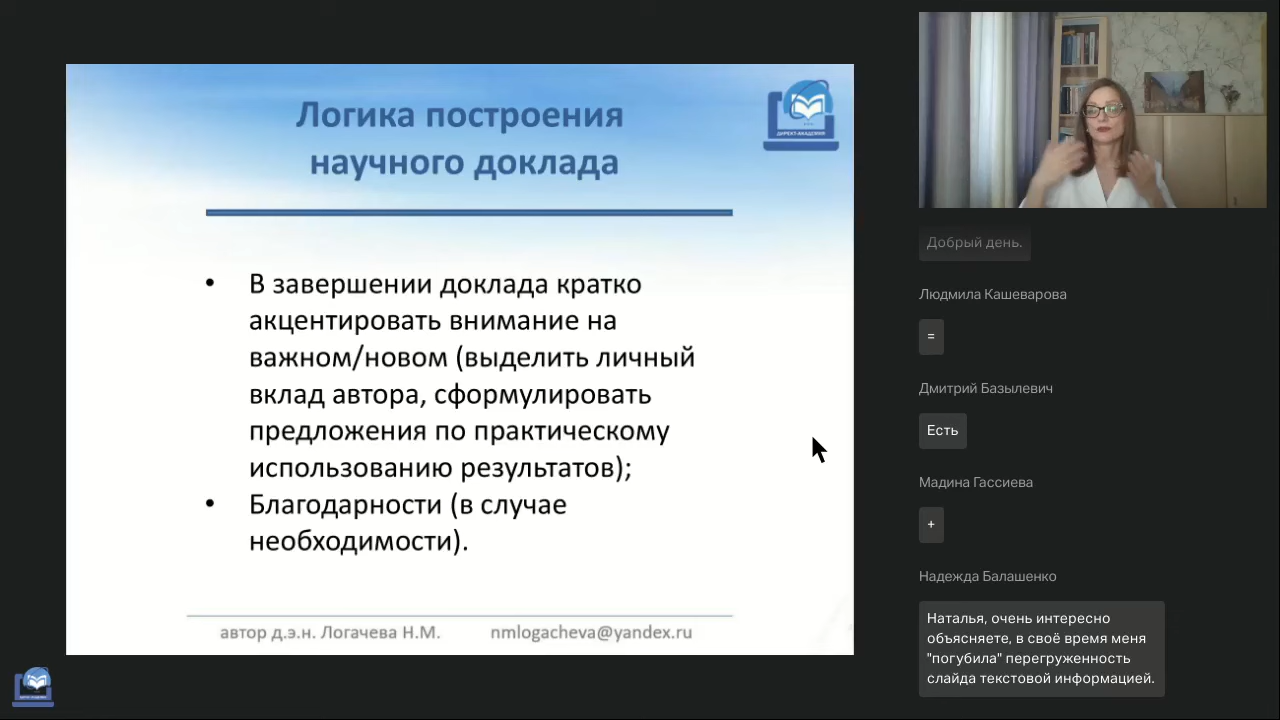 Логика построения
научного доклада
ДИРЕКТ-АКАДЕМИЯ
• В завершении доклада кратко
акцентировать внимание на
важном/новом (выделить личный
вклад автора, сформулировать
предложения по практическому
использованию результатов);
• Благодарности (в случае
необходимости).
автор д.э.н. Логачева Н.М. nmlogacheva@yandex.ru
Добрый день.
Людмила Кашеварова
=
Дмитрий Базылевич
Есть
Мадина Гассиева
+
Надежда Балашенко
Наталья, очень интересно
объясняете, в своё время меня
"погубила" перегруженность
слайда текстовой информацией.